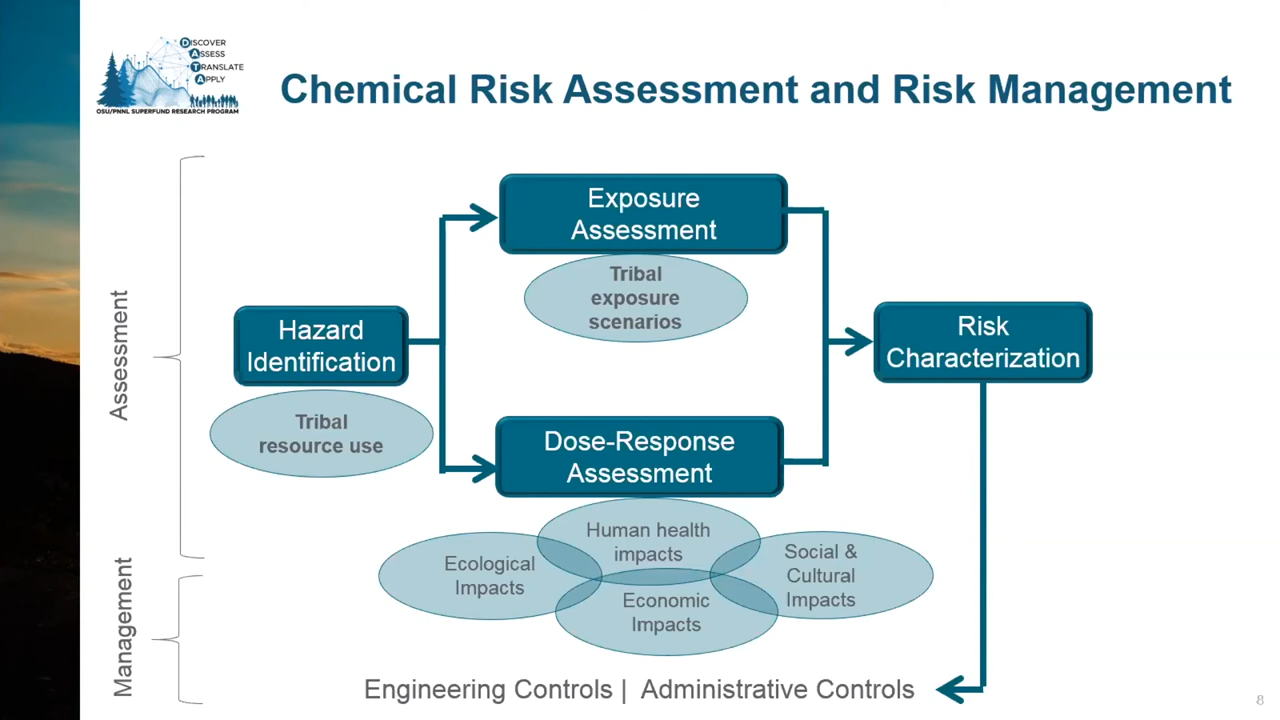 DISCOVER
ASSESS
TRANSLATE
APPLY
OSU/PNNL SUPERFUND RESEARCH PROGRAM
Chemical Risk Assessment and Risk Management
Assessment
Management
Hazard
Identification
Tribal
resource use
Exposure
Assessment
Tribal
exposure
scenarios
Dose-Response
Assessment
Human health
impacts
Ecological
Impacts
Economic
Impacts
Social &
Cultural
Impacts
Risk
Characterization
Engineering Controls | Administrative Controls
8